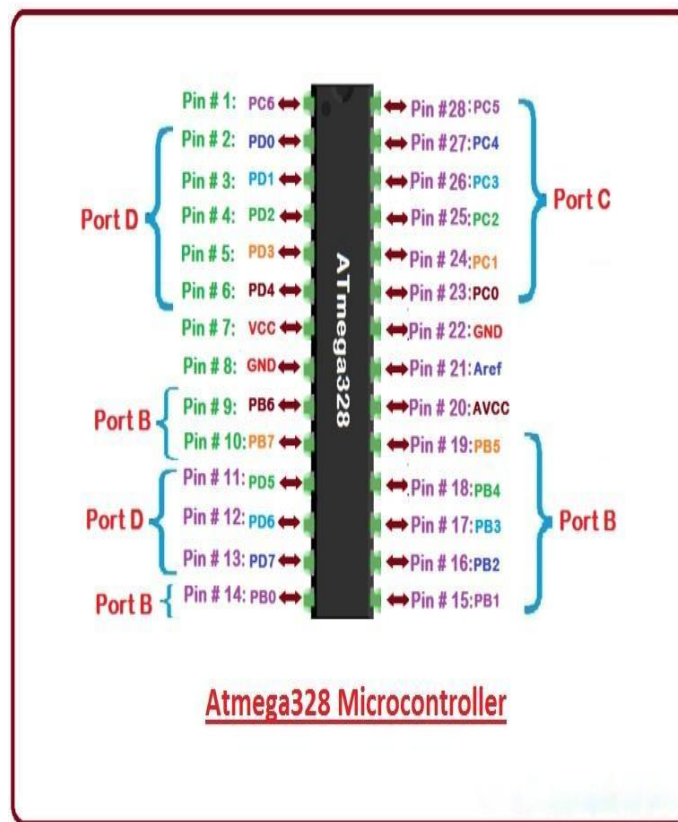 Pin # 1: PC6
Pin # 2: PD0
Pin # 3: PD1
Port D
Pin # 4: PD2
Pin # 5: PD3
Pin # 6: PD4
Pin # 7: VCC
Pin # 8: GND
Pin # 9: PB6
Port B
Pin # 10: PB7
Pin # 11: PD5
Port D
Pin # 12: PD6
Pin # 13: PD7
Port B
Pin # 14: PB0
ATmega328
Pin #28: PC5
Pin # 27: PC4
Pin # 26: PC3
Port C
Pin # 25: PC2
Pin # 24: PC1
Pin # 23: PC0
Pin # 22: GND
Pin # 21: Aref
Pin # 20: AVCC
Pin # 19: PB5
Pin # 18: PB4
Pin # 17: PB3
Port B
Pin # 16: PB2
Pin # 15: PB1
Atmega328 Microcontroller